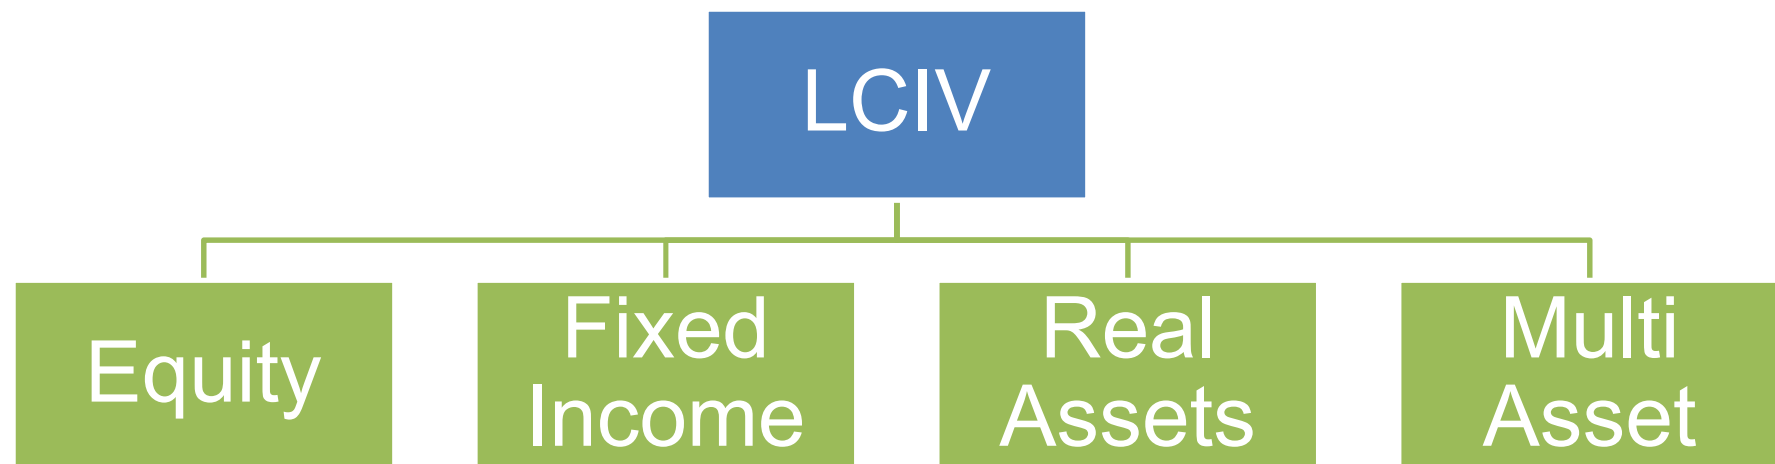 LCIV
Equity
Fixed
Income
Real
Assets
Multi
Asset